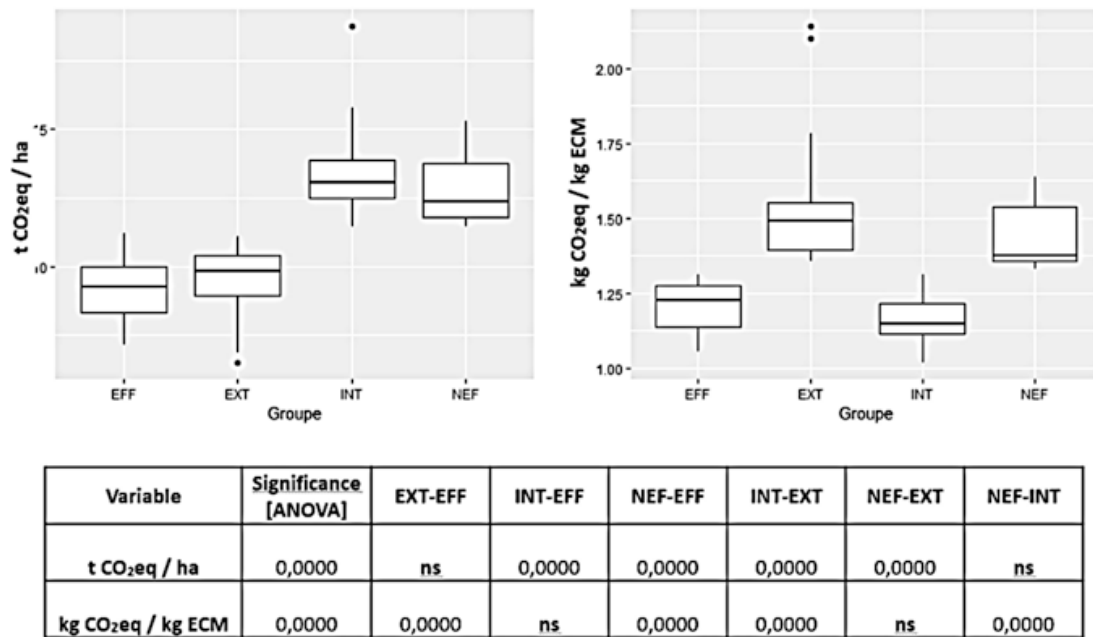 t CO₂eq / ha
EFF EXT INT NEF
Groupe
kg CO₂eq / kg ECM
2.00
1.75
1.50
1.25
1.00
EFF EXT INT NEF
Groupe
Variable Significance [ANOVA] EXT-EFF INT-EFF NEF-EFF INT-EXT NEF-EXT NEF-INT
t CO₂eq / ha 0,0000 ns 0,0000 0,0000 0,0000 0,0000 ns
kg CO₂eq / kg ECM 0,0000 0,0000 ns 0,0000 0,0000 ns 0,0000